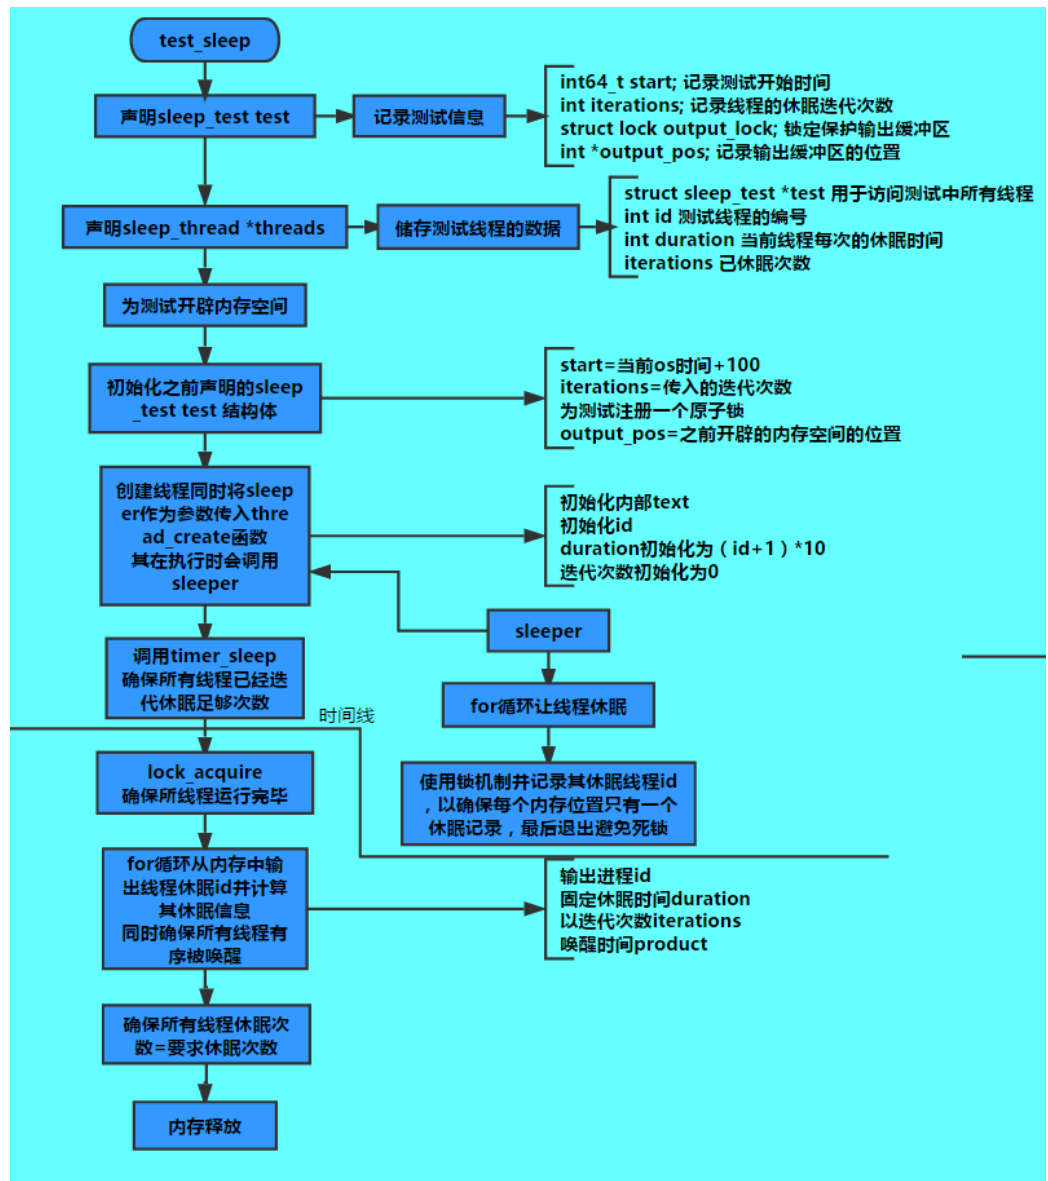 test_sleep
声明sleep_test test
记录测试信息
int64_t start; 记录测试开始时间
int iterations; 记录线程的休眠迭代次数
struct lock output_lock; 锁定保护输出缓冲区
int *output_pos; 记录输出缓冲区的位置
声明sleep_thread *threads
储存测试线程的数据
struct sleep_test *test 用于访问测试中所有线程
int id 测试线程的编号
int duration 当前线程每次的休眠时间
iterations 已休眠次数
为测试开辟内存空间
初始化之前声明的sleep
_test test 结构体
start=当前os时间+100
iterations=传入的迭代次数
为测试注册一个原子锁
output_pos=之前开辟的内存空间的位置
创建线程同时将sleep
er作为参数传入thre
ad_create函数
其在执行时会调用
sleeper
初始化内部text
初始化id
duration初始化为（id+1）*10
迭代次数初始化为0
sleeper
调用timer_sleep
确保所有线程已经迭
代休眠足够次数
for循环让线程休眠
时间线
lock_acquire
确保所线程运行完毕
使用锁机制并记录其休眠线程id
，以确保每个内存位置只有一个
休眠记录，最后退出避免死锁
for循环从内存中输
出线程休眠id并计算
其休眠信息
同时确保所有线程有
序被唤醒
输出进程id
固定休眠时间duration
以迭代次数iterations
唤醒时间product
确保所有线程休眠次
数=要求休眠次数
内存释放